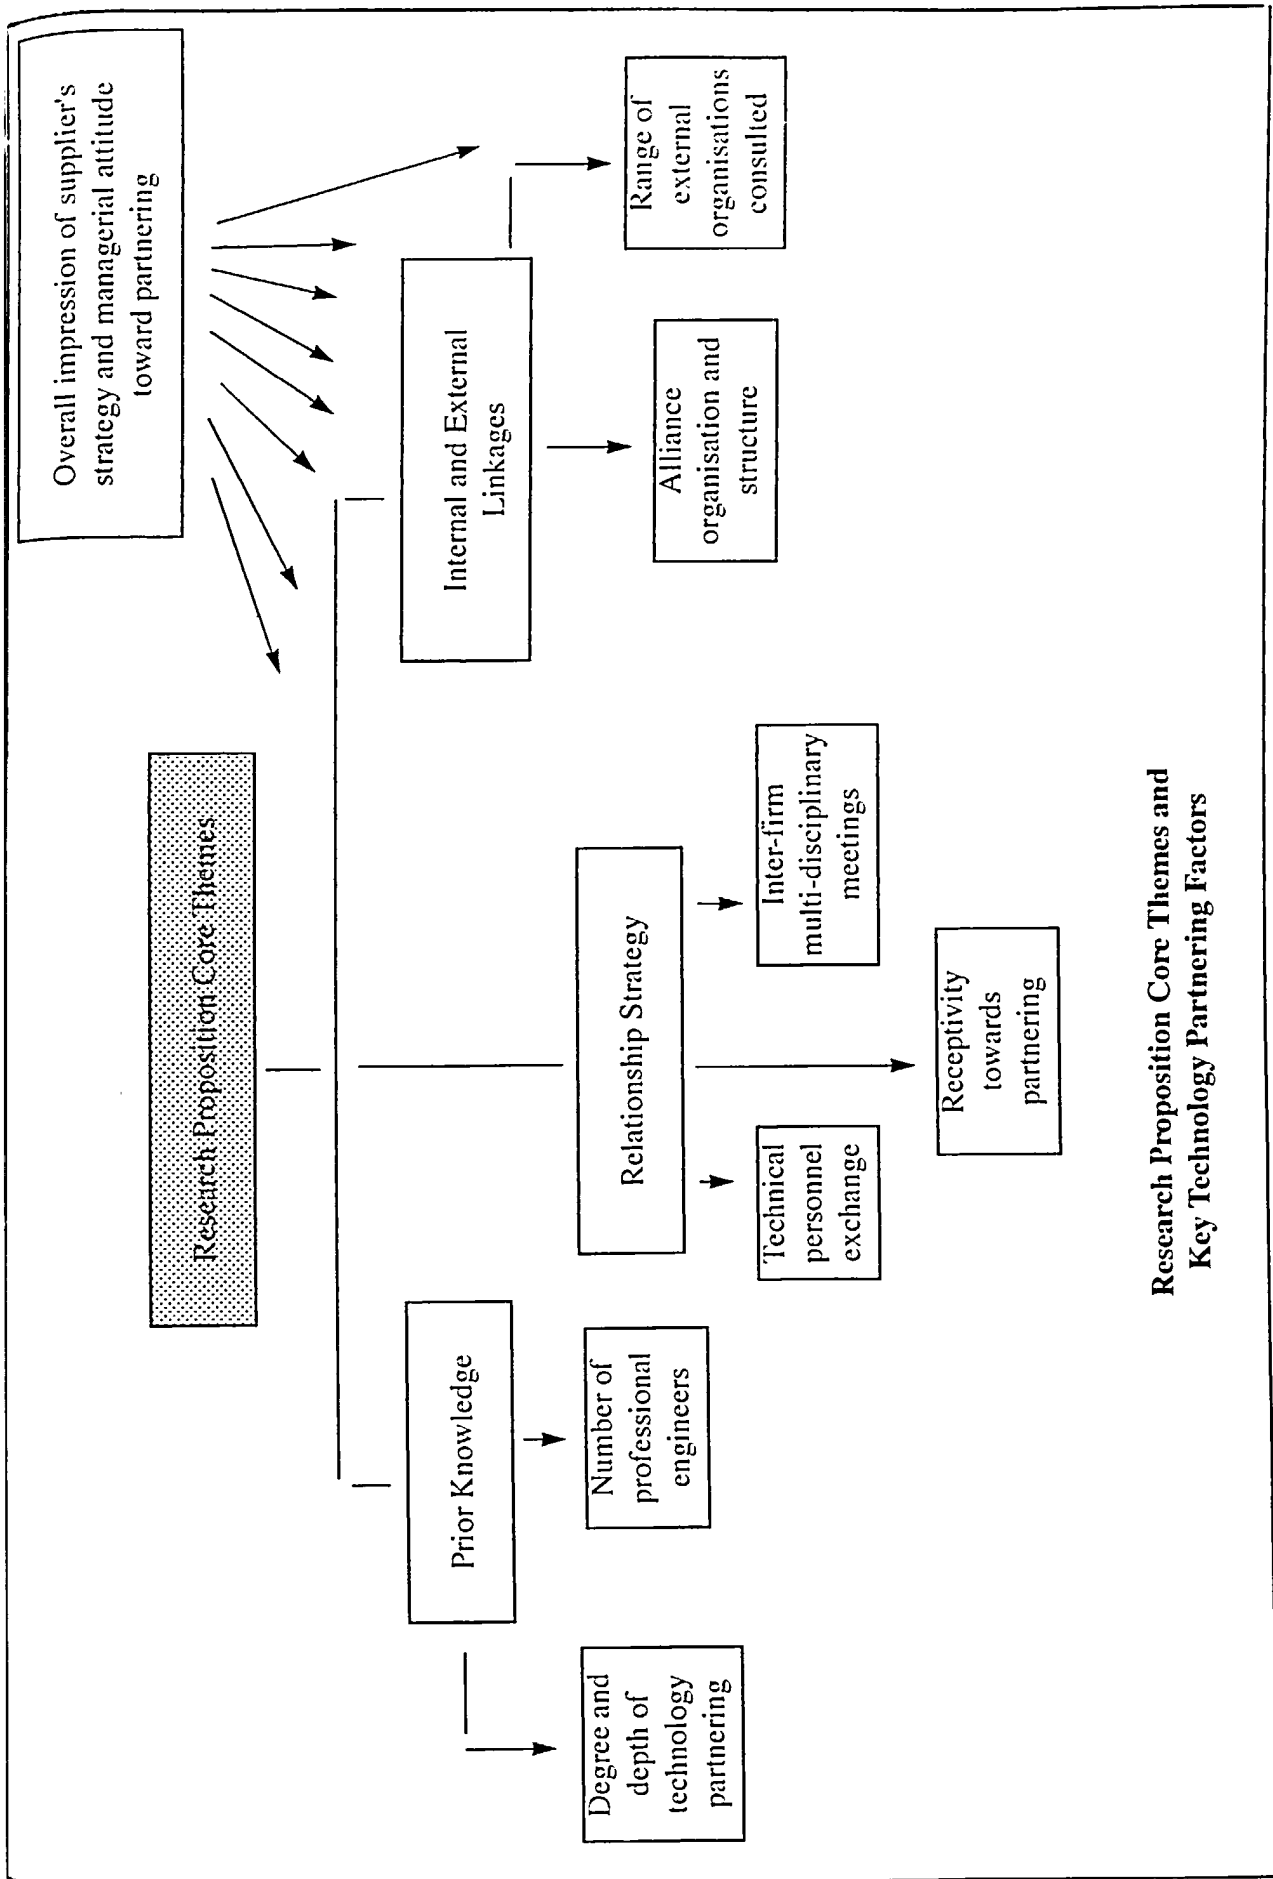 Overall impression of supplier's
strategy and managerial attitude
toward partnering
Research Proposition Core Themes
Prior Knowledge
Relationship Strategy
Internal and External
Linkages
Degree and
depth of
technology
partnering
Number of
professional
engineers
Technical
personnel
exchange
Receptivity
towards
partnering
Inter-firm
multi-disciplinary
meetings
Alliance
organisation and
structure
Range of
external
organisations
consulted
Research Proposition Core Themes and
Key Technology Partnering Factors